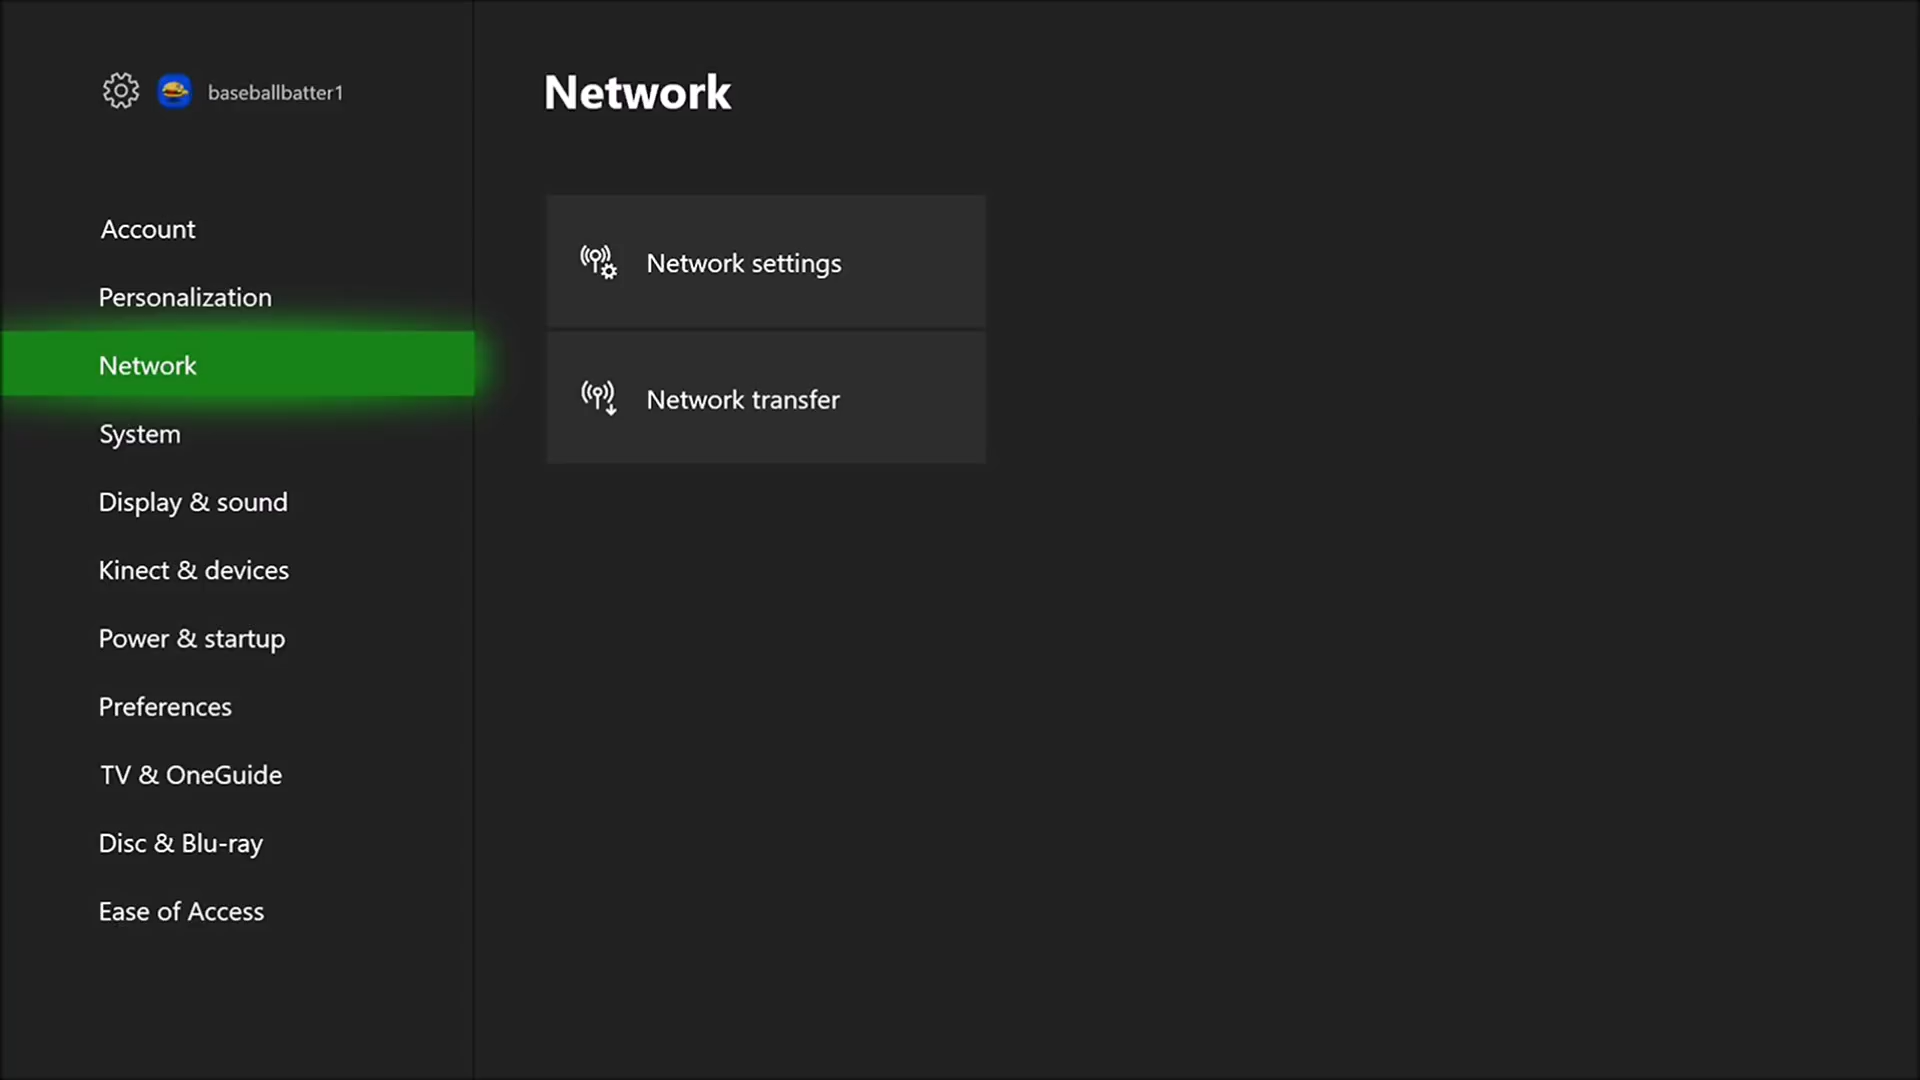 baseballbatter1
Account
Personalization
Network
System
Display & sound
Kinect & devices
Power & startup
Preferences
TV & OneGuide
Disc & Blu-ray
Ease of Access
Network
Network settings
Network transfer